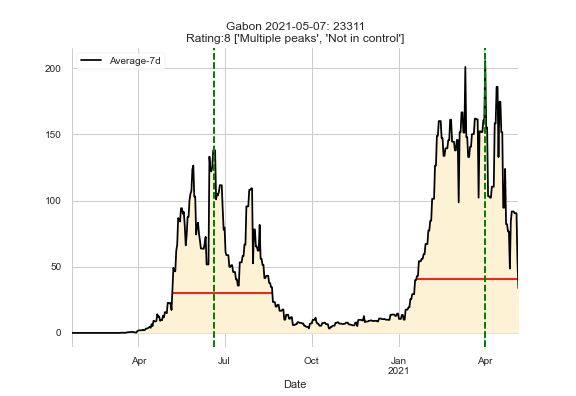 Gabon 2021-05-07: 23311
Rating:8 ['Multiple peaks', 'Not in control']
Average-7d
200
150
100
50
0
Apr
Jul
Oct
Jan
2021
Apr
Date